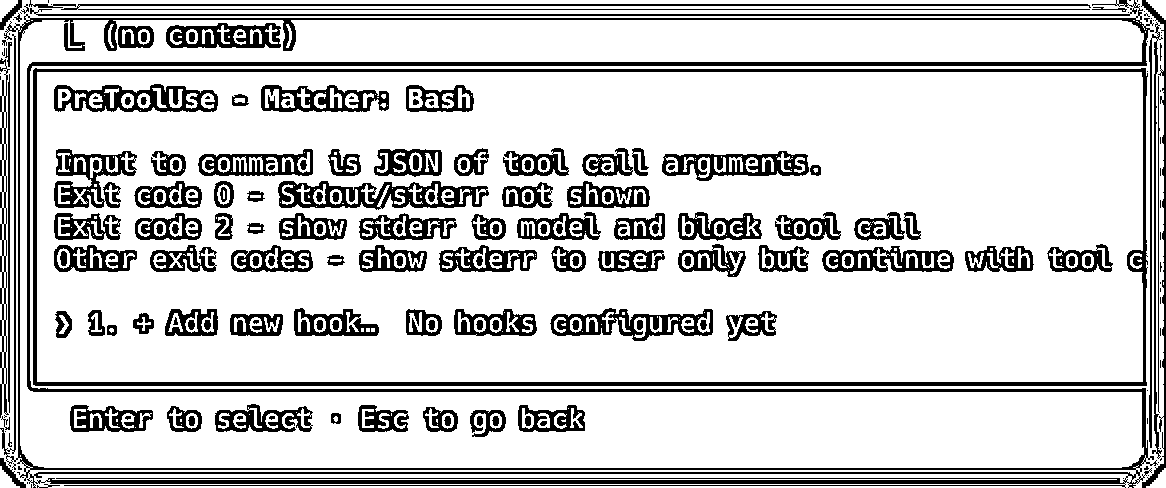 └ (no content)
PreToolUse - Matcher: Bash
Input to command is JSON of tool call arguments.
Exit code 0 - Stdout/stderr not shown
Exit code 2 - show stderr to model and block tool call
Other exit codes - show stderr to user only but continue with tool c
❯ 1. + Add new hook… No hooks configured yet
Enter to select · Esc to go back